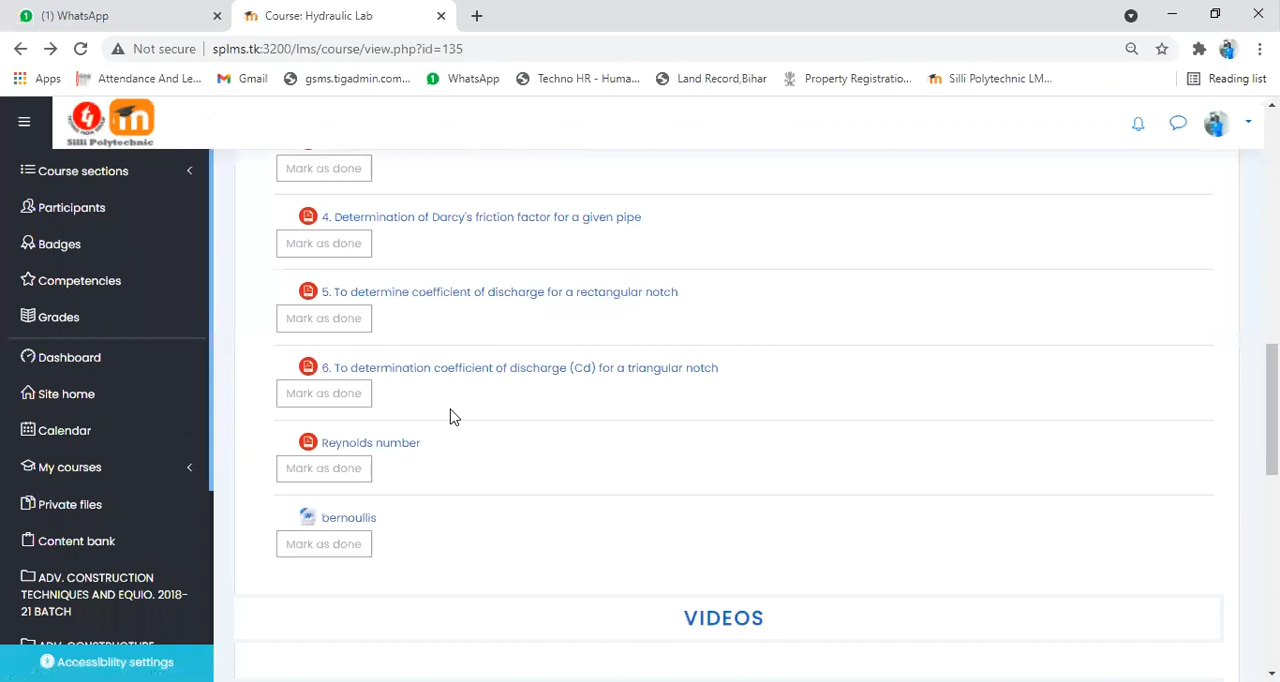 (1) WhatsApp
Course: Hydraulic Lab
Not secure
splms.tk:3200/lms/course/view.php?id=135
Apps
Attendance And Le...
Gmail
gsms.tigadmin.com...
WhatsApp
Techno HR - Huma...
Land Record,Bihar
Property Registratio...
Silli Polytechnic LM...
Reading list
Silli Polytechnic
Course sections
Participants
Badges
Competencies
Grades
Dashboard
Site home
Calendar
My courses
Private files
Content bank
ADV. CONSTRUCTION
TECHNIQUES AND EQUIO. 2018-
21 BATCH
ADV. CONSTRUCTURE
Accessibility settings
Mark as done
4. Determination of Darcy's friction factor for a given pipe
Mark as done
5. To determine coefficient of discharge for a rectangular notch
Mark as done
6. To determination coefficient of discharge (Cd) for a triangular notch
Mark as done
Reynolds number
Mark as done
bernoullis
Mark as done
VIDEOS